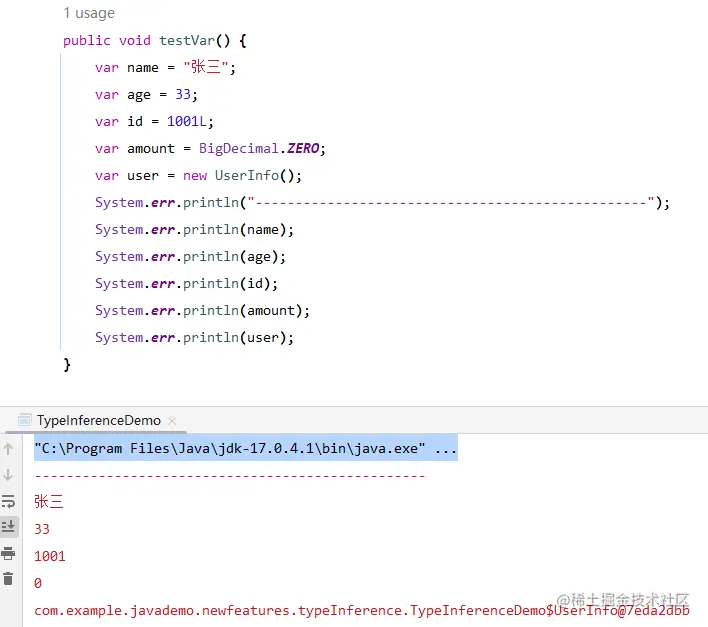 1 usage
public void testVar() {
var name = "张三";
var age = 33;
var id = 1001L;
var amount = BigDecimal.ZERO;
var user = new UserInfo();
System.err.println("-------------------------------------------------");
System.err.println(name);
System.err.println(age);
System.err.println(id);
System.err.println(amount);
System.err.println(user);
}
TypeInferenceDemo ×
"C:\Program Files\Java\jdk-17.0.4.1\bin\java.exe" ...
-------------------------------------------------
张三
33
1001
0
@稀土掘金技术社区
com.example.javademo.newfeatures.typeInference.TypeInferenceDemo$UserInfo@7eda2dbb